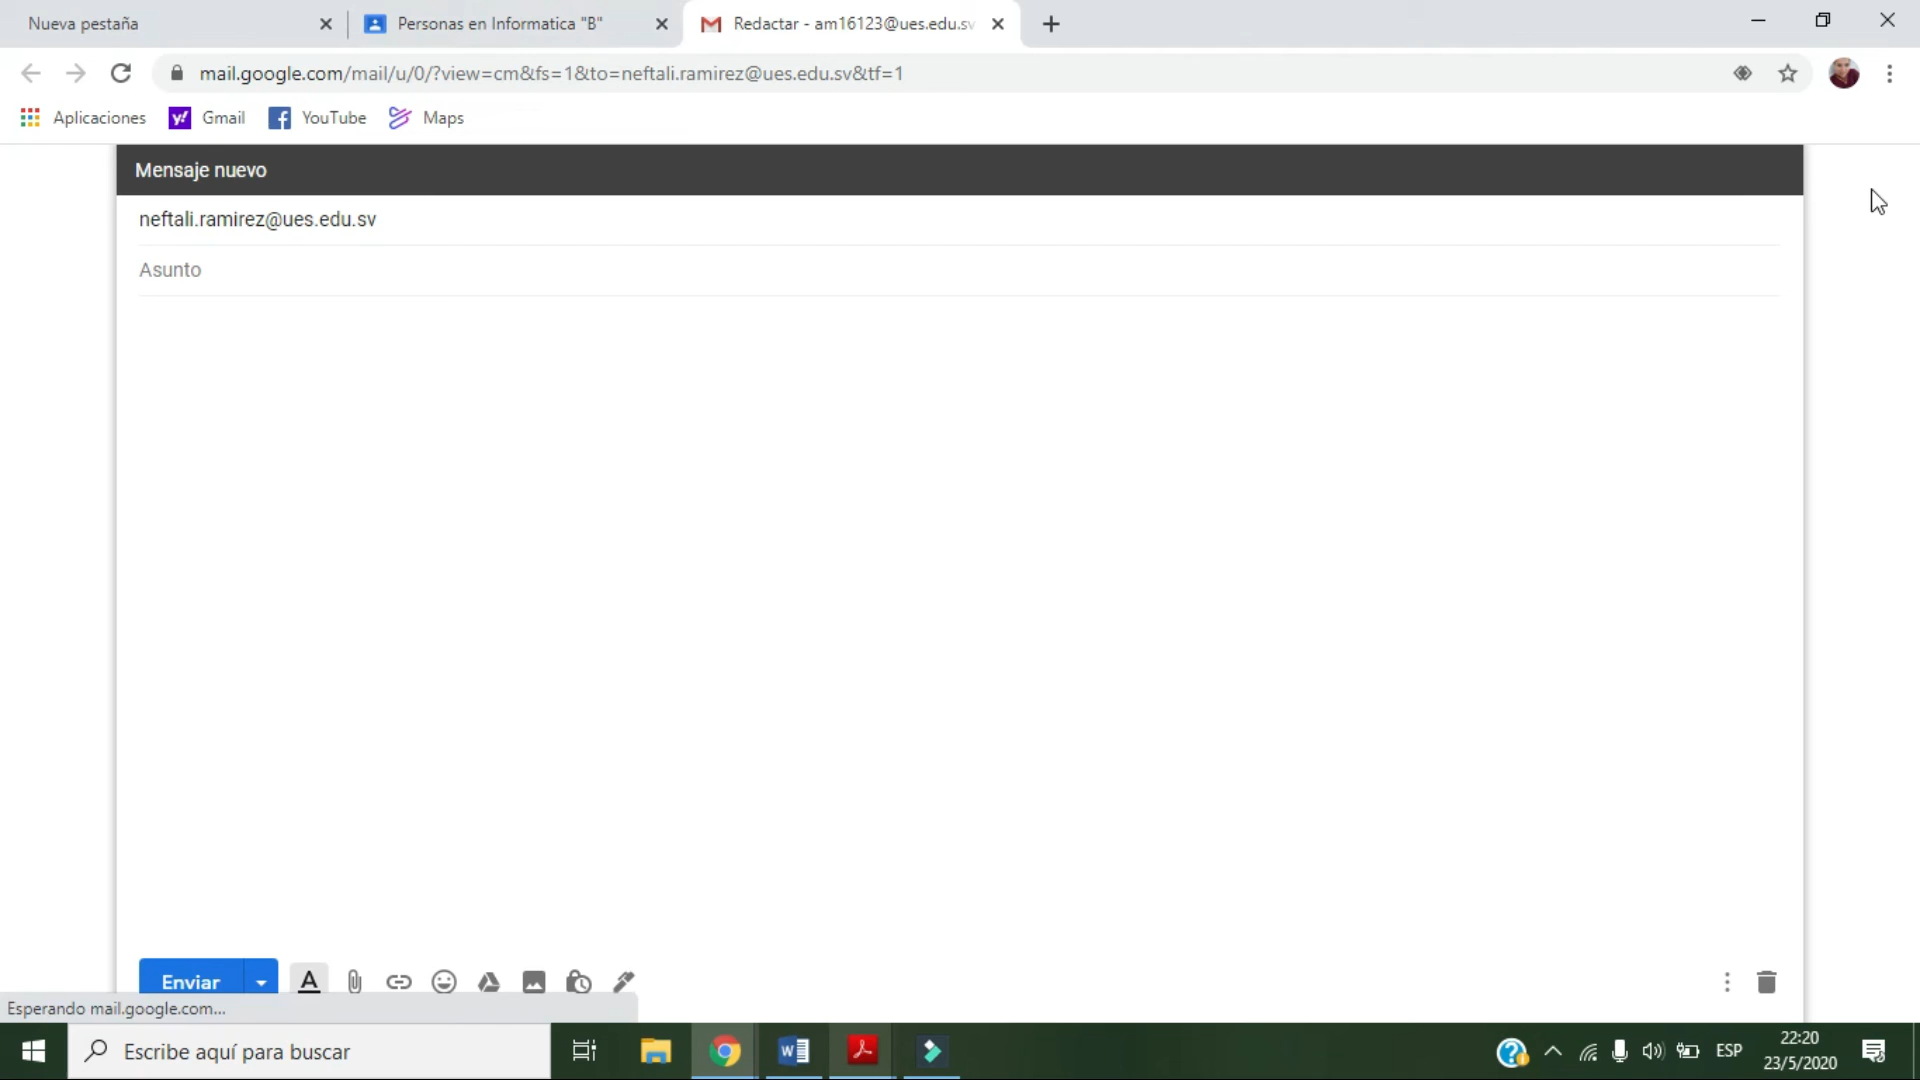 Nueva pestaña
Personas en Informatica "B"
Redactar - am16123@ues.edu.sv
mail.google.com/mail/u/0/?view=cm&fs=1&to=neftali.ramirez@ues.edu.sv&tf=1
Aplicaciones
Gmail
YouTube
Maps
Mensaje nuevo
neftali.ramirez@ues.edu.sv
Asunto
Enviar
Esperando mail.google.com...
Escribe aquí para buscar
ESP
22:20
23/5/2020